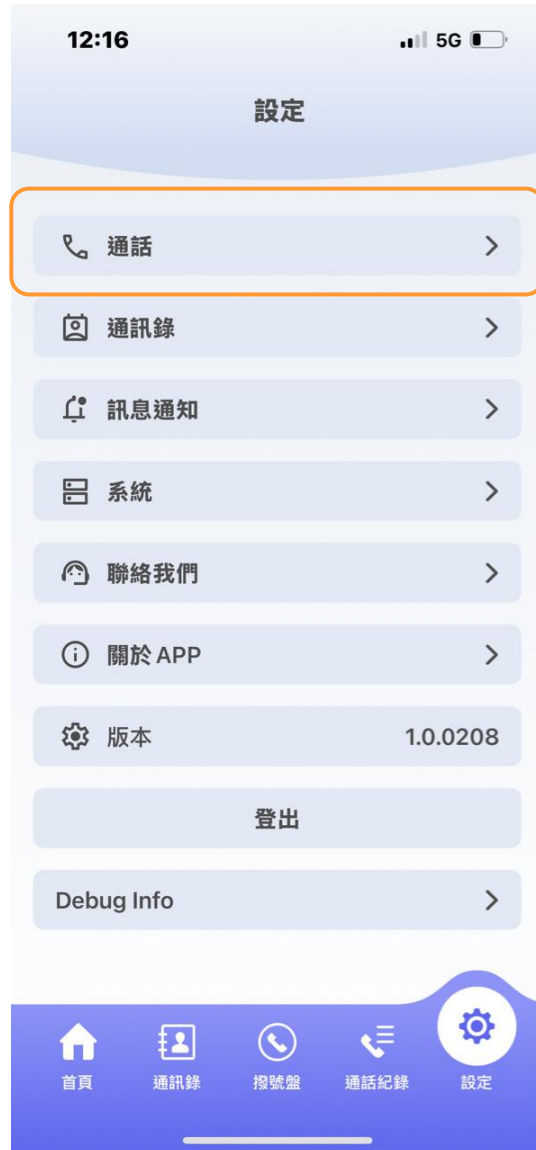 12:16 5G
設定
通話
通訊錄
訊息通知
系統
聯絡我們
關於 APP
版本 1.0.0208
登出
Debug Info
首頁 通訊錄 撥號盤 通話紀錄 設定